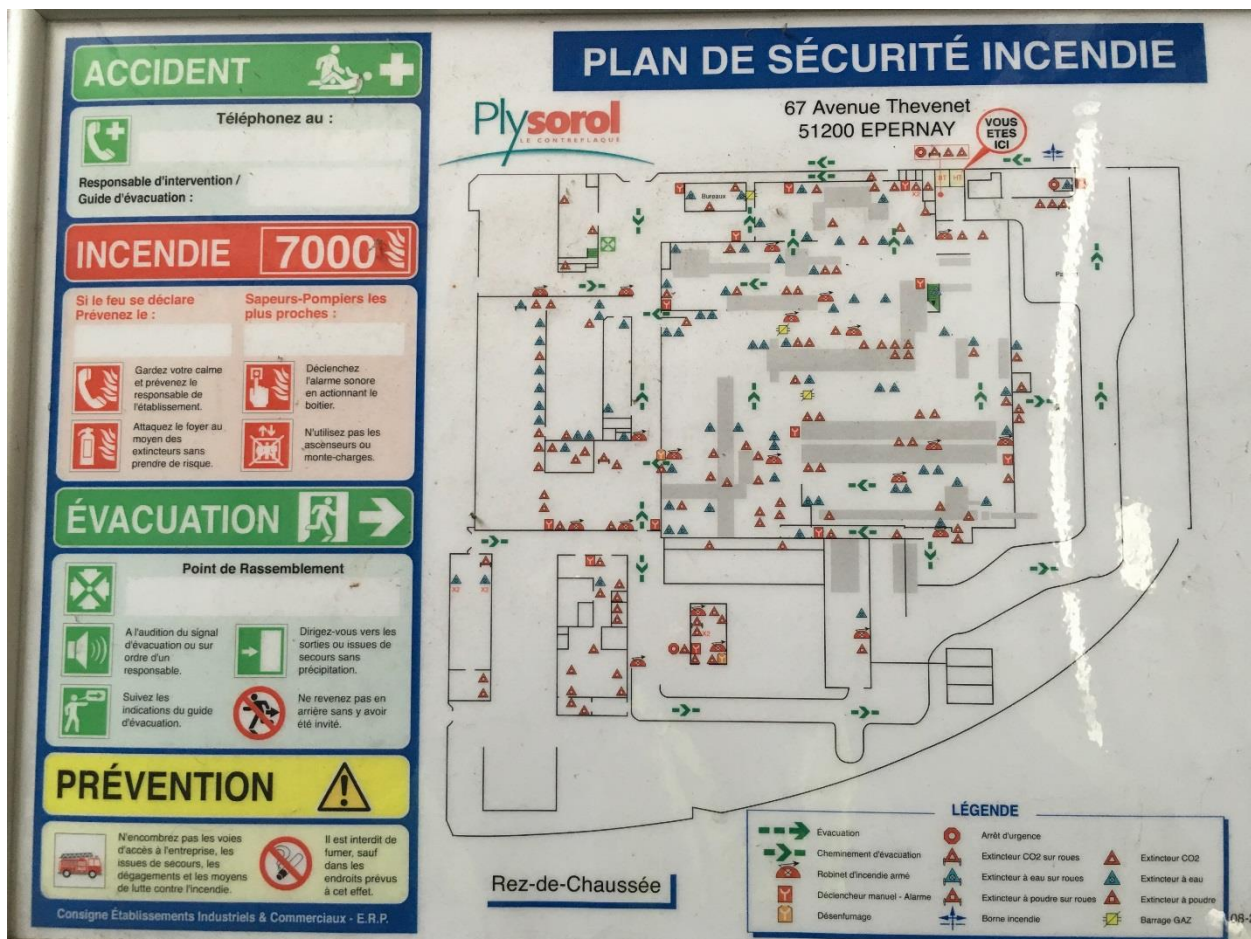 ACCIDENT
Téléphonez au :
Responsable d'intervention /
Guide d'évacuation :
INCENDIE 7000
Si le feu se déclare
Prévenez le :
Sapeurs-Pompiers les
plus proches :
Gardez votre calme
et prévenez le
responsable de
l'établissement.
Déclenchez
l'alarme sonore
en actionnant le
boitier.
Attaquez le foyer au
moyen des
extincteurs sans
prendre de risque.
N'utilisez pas les
ascenseurs ou
monte-charges.
ÉVACUATION
Point de Rassemblement
A l'audition du signal
d'évacuation ou sur
ordre d'un
responsable.
Dirigez-vous vers les
sorties ou issues de
secours sans
précipitation.
Suivez les
indications du guide
d'évacuation.
Ne revenez pas en
arrière sans y avoir
été invité.
PRÉVENTION
N'encombrez pas les voies
d'accès à l'entreprise, les
issues de secours, les
dégagements et les moyens
de lutte contre l'incendie.
Il est interdit de
fumer, sauf
dans les
endroits prévus
à cet effet.
Consigne Établissements Industriels & Commerciaux - E.R.P.
PLAN DE SÉCURITÉ INCENDIE
Plysorol
LE CONTREPLAQUÉ
67 Avenue Thevenet
51200 EPERNAY
VOUS
ETES
ICI
Bureaux
X2
X2
X2
X2
Rez-de-Chaussée
LÉGENDE
Évacuation
Cheminement d'évacuation
Robinet d'incendie armé
Déclencheur manuel - Alarme
Désenfumage
Arrêt d'urgence
Extincteur CO2 sur roues
Extincteur à eau sur roues
Extincteur à poudre sur roues
Borne incendie
Extincteur CO2
Extincteur à eau
Extincteur à poudre
Barrage GAZ